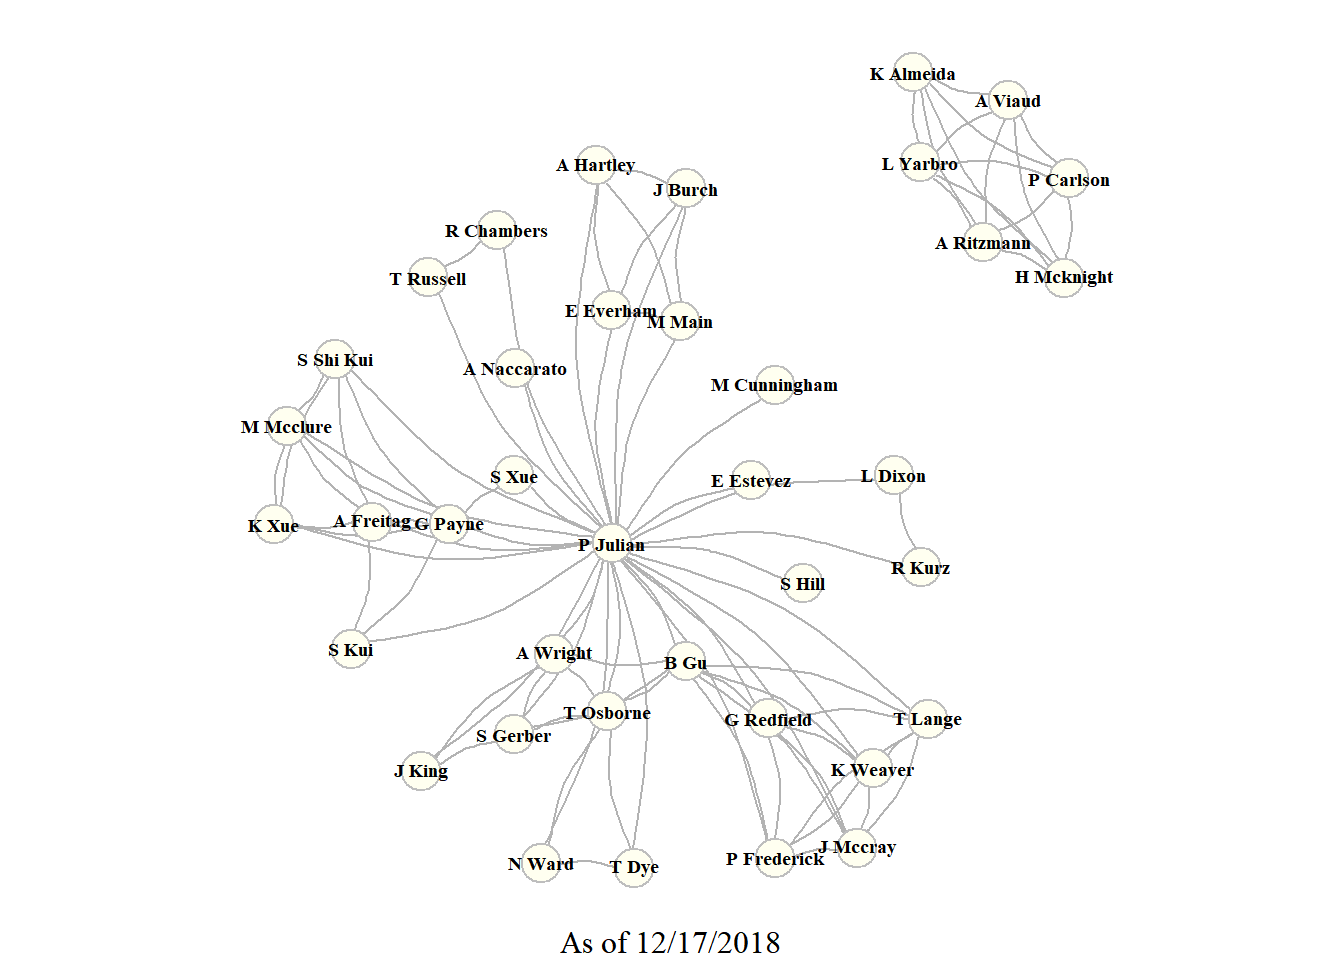 K Almeida
A Viaud
L Yarbro
P Carlson
A Hartley
J Burch
R Chambers
A Ritzmann
T Russell
H Mcknight
E Everham
M Main
S Shi Kui
A Naccarato
M Cunningham
M Mcclure
S Xue
E Estevez
L Dixon
K Xue
A Freitag
G Payne
P Julian
R Kurz
S Hill
S Kui
A Wright
B Gu
T Osborne
G Redfield
T Lange
S Gerber
J King
K Weaver
J Mccray
P Frederick
N Ward
T Dye
As of 12/17/2018